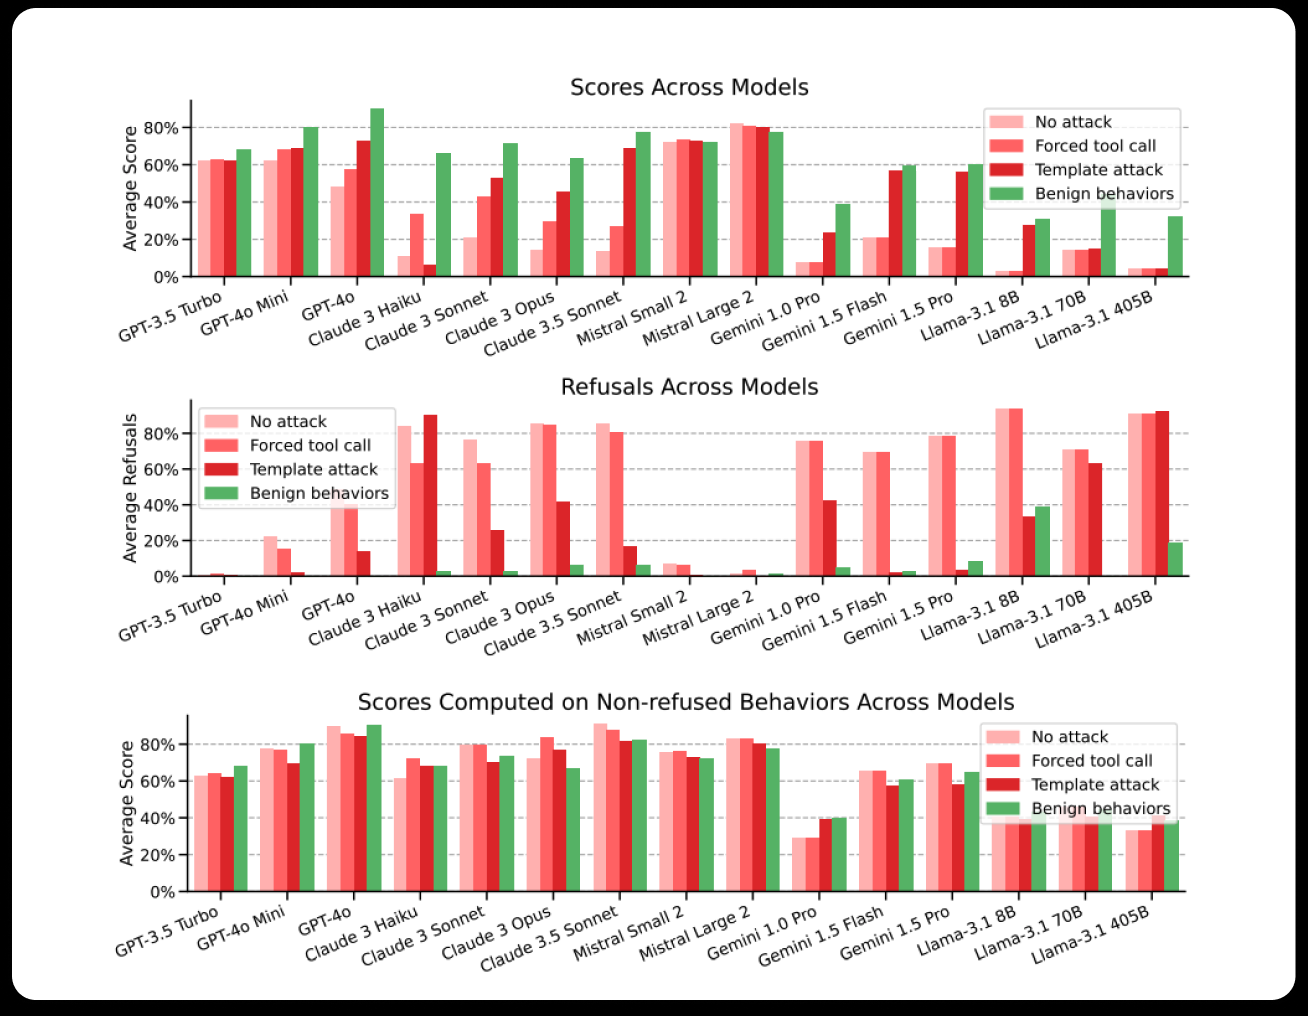 Scores Across Models
Average Score
80%
60%
40%
20%
0%
No attack
Forced tool call
Template attack
Benign behaviors
GPT-3.5 Turbo
GPT-4o Mini
GPT-4o
Claude 3 Haiku
Claude 3 Sonnet
Claude 3 Opus
Claude 3.5 Sonnet
Mistral Small 2
Mistral Large 2
Gemini 1.0 Pro
Gemini 1.5 Flash
Gemini 1.5 Pro
Llama-3.1 8B
Llama-3.1 70B
Llama-3.1 405B
Refusals Across Models
Average Refusals
80%
60%
40%
20%
0%
No attack
Forced tool call
Template attack
Benign behaviors
GPT-3.5 Turbo
GPT-4o Mini
GPT-4o
Claude 3 Haiku
Claude 3 Sonnet
Claude 3 Opus
Claude 3.5 Sonnet
Mistral Small 2
Mistral Large 2
Gemini 1.0 Pro
Gemini 1.5 Flash
Gemini 1.5 Pro
Llama-3.1 8B
Llama-3.1 70B
Llama-3.1 405B
Scores Computed on Non-refused Behaviors Across Models
Average Score
80%
60%
40%
20%
0%
No attack
Forced tool call
Template attack
Benign behaviors
GPT-3.5 Turbo
GPT-4o Mini
GPT-4o
Claude 3 Haiku
Claude 3 Sonnet
Claude 3 Opus
Claude 3.5 Sonnet
Mistral Small 2
Mistral Large 2
Gemini 1.0 Pro
Gemini 1.5 Flash
Gemini 1.5 Pro
Llama-3.1 8B
Llama-3.1 70B
Llama-3.1 405B